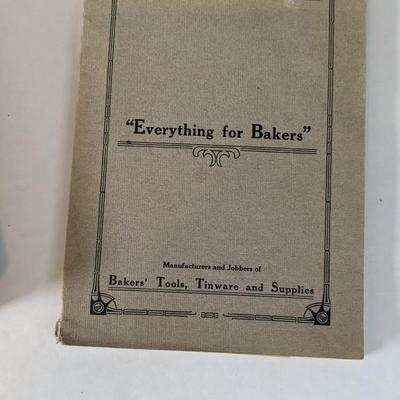 "Everything for Bakers"
Manufacturers and Jobbers of
Bakers' Tools, Tinware and Supplies